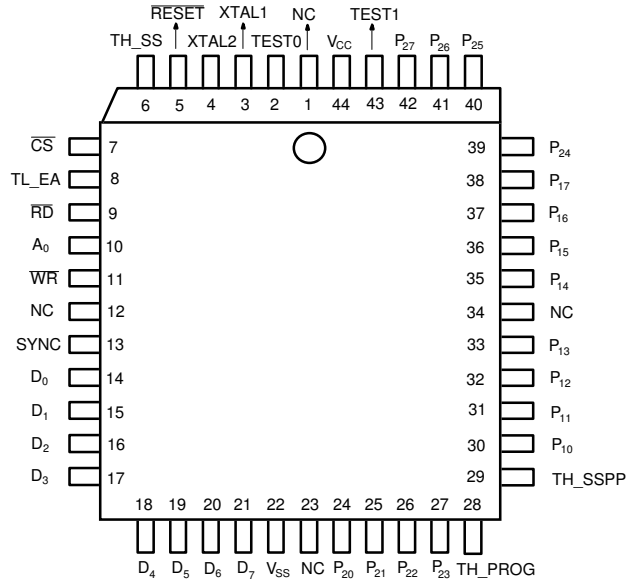 RESET XTAL1 NC TEST1
TH_SS XTAL2 TEST0 VCC P27 P26 P25
6 5 4 3 2 1 44 43 42 41 40
CS 7 39 P24
TL_EA 8 38 P17
RD 9 37 P16
A0 10 36 P15
WR 11 35 P14
NC 12 34 NC
SYNC 13 33 P13
D0 14 32 P12
D1 15 31 P11
D2 16 30 P10
D3 17 29 TH_SSPP
18 19 20 21 22 23 24 25 26 27 28
D4 D5 D6 D7 VSS NC P20 P21 P22 P23 TH_PROG